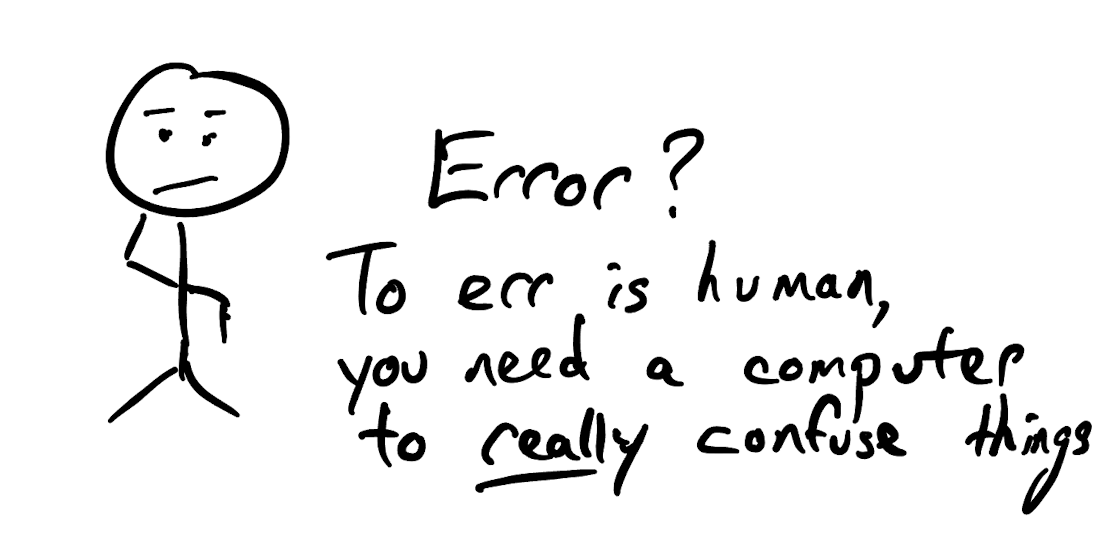 Error?
To err is human,
you need a computer
to really confuse things